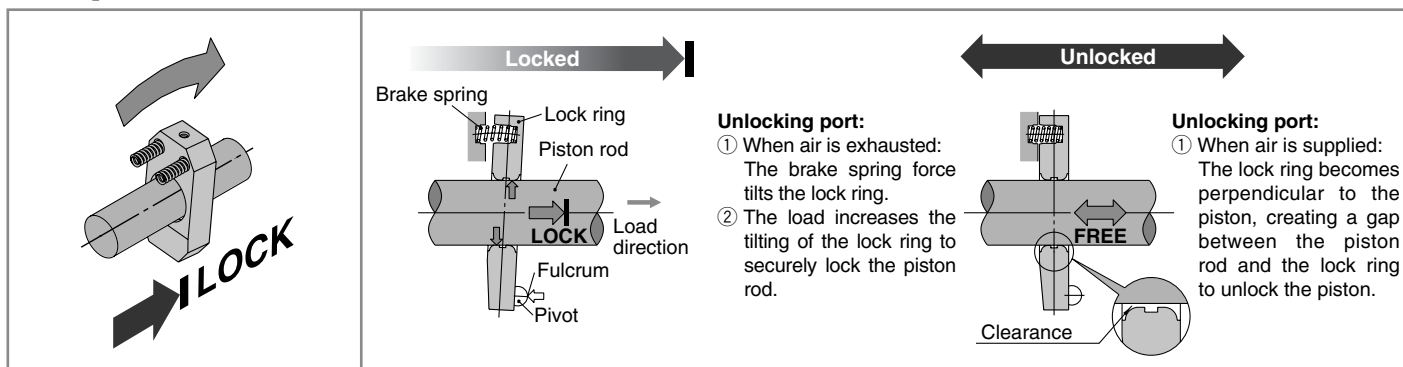 LOCK
Locked
Brake spring
Lock ring
Piston rod
LOCK
Load
direction
Fulcrum
Pivot
Unlocking port:
① When air is exhausted:
The brake spring force
tilts the lock ring.
② The load increases the
tilting of the lock ring to
securely lock the piston
rod.
Unlocked
FREE
Clearance
Unlocking port:
① When air is supplied:
The lock ring becomes
perpendicular to the
piston, creating a gap
between the piston
rod and the lock ring
to unlock the piston.